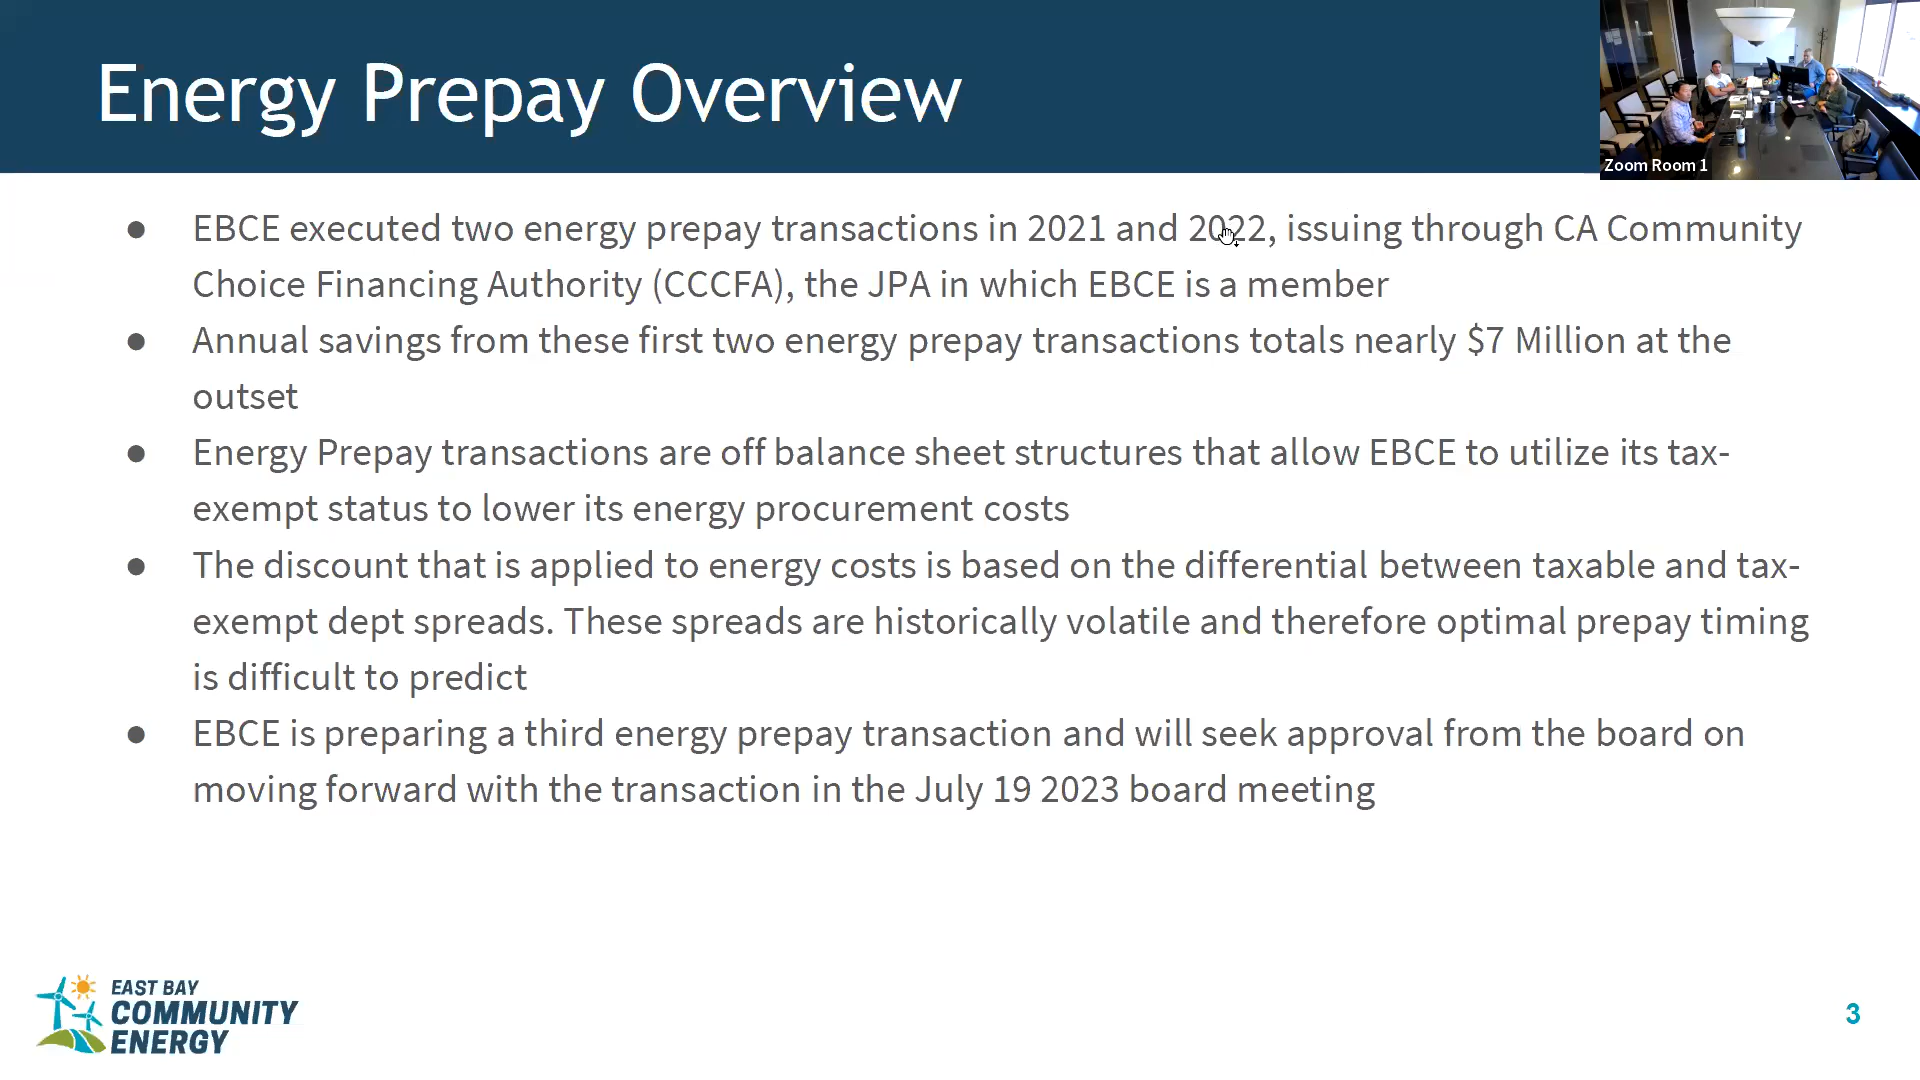 Energy Prepay Overview
Zoom Room 1
● EBCE executed two energy prepay transactions in 2021 and 2022, issuing through CA Community
Choice Financing Authority (CCCFA), the JPA in which EBCE is a member
● Annual savings from these first two energy prepay transactions totals nearly $7 Million at the
outset
● Energy Prepay transactions are off balance sheet structures that allow EBCE to utilize its tax-
exempt status to lower its energy procurement costs
● The discount that is applied to energy costs is based on the differential between taxable and tax-
exempt dept spreads. These spreads are historically volatile and therefore optimal prepay timing
is difficult to predict
● EBCE is preparing a third energy prepay transaction and will seek approval from the board on
moving forward with the transaction in the July 19 2023 board meeting
EAST BAY
COMMUNITY
ENERGY
3